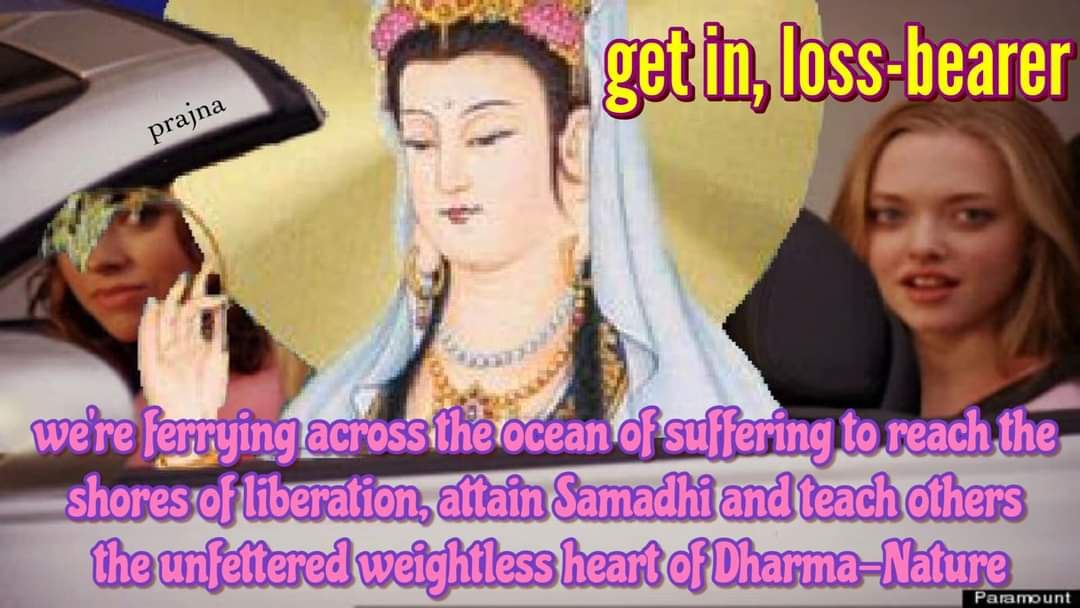 get in, loss-bearer
prajna
we're ferrying across the ocean of suffering to reach the
shores of liberation, attain Samadhi and teach others
the unfettered weightless heart of Dharma-Nature
Paramount